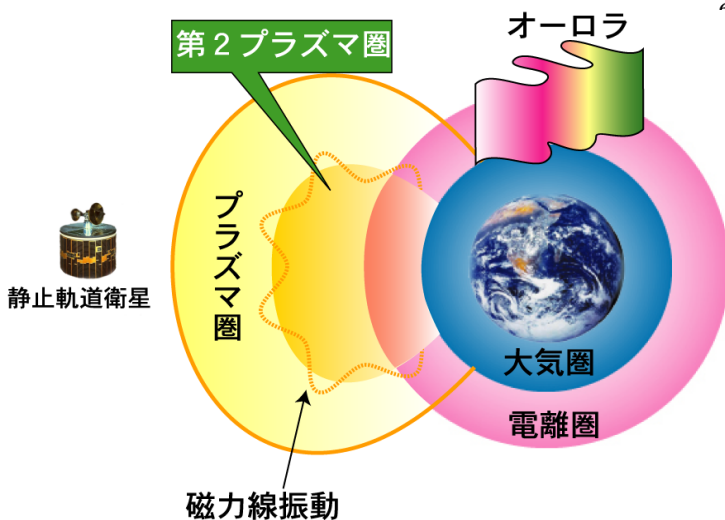 オーロラ
第２プラズマ圏
プラズマ圏
静止軌道衛星
大気圏
電離圏
磁力線振動